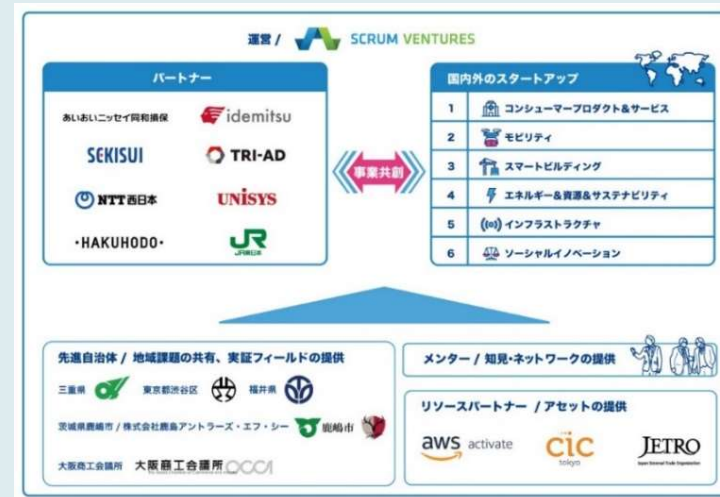 運営 / SCRUM VENTURES
パートナー
あいおいニッセイ同和損保
idemitsu
SEKISUI
TRI-AD
NTT西日本
UNISYS
・HAKUHODO・
JR
JR東日本
事業共創
国内外のスタートアップ
1 コンシューマープロダクト&サービス
2 モビリティ
3 スマートビルディング
4 エネルギー&資源&サステナビリティ
5 インフラストラクチャ
6 ソーシャルイノベーション
先進自治体 / 地域課題の共有、実証フィールドの提供
三重県 東京都渋谷区 福井県
茨城県鹿嶋市 / 株式会社鹿島アントラーズ・エフ・シー 鹿嶋市
大阪商工会議所 大阪商工会議所 OCCI
メンター / 知見・ネットワークの提供
リソースパートナー / アセットの提供
aws activate
cic
tokyo
JETRO
Japan External Trade Organization